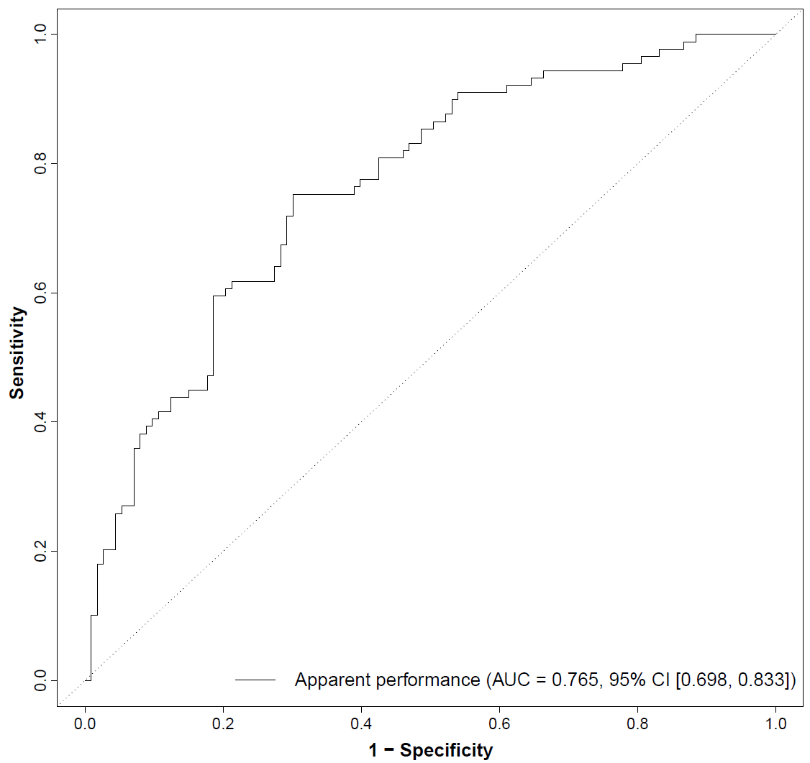 1.0
0.8
0.6
0.4
0.2
0.0
Sensitivity
Apparent performance (AUC = 0.765, 95% CI [0.698, 0.833])
0.0 0.2 0.4 0.6 0.8 1.0
1 − Specificity